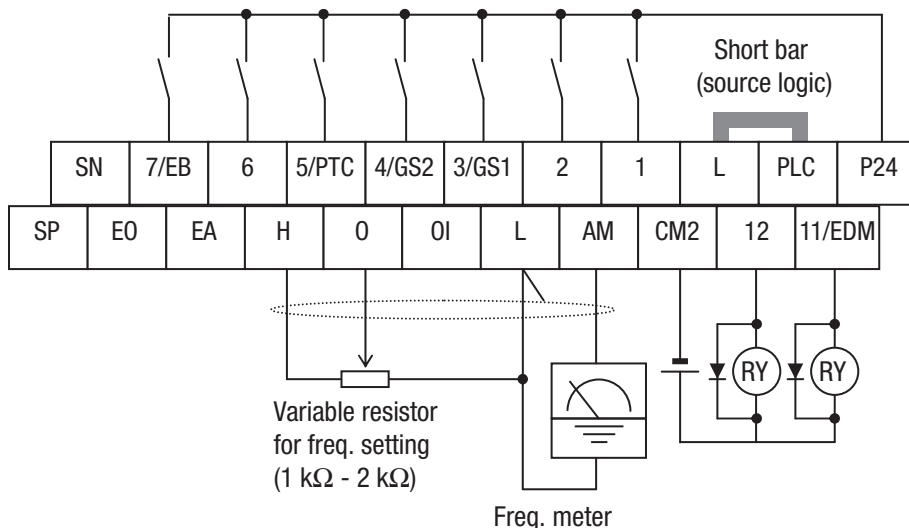 Short bar
(source logic)
SN 7/EB 6 5/PTC 4/GS2 3/GS1 2 1 L PLC P24
SP EO EA H O OI L AM CM2 12 11/EDM
RY RY
Variable resistor
for freq. setting
(1 kΩ - 2 kΩ)
Freq. meter